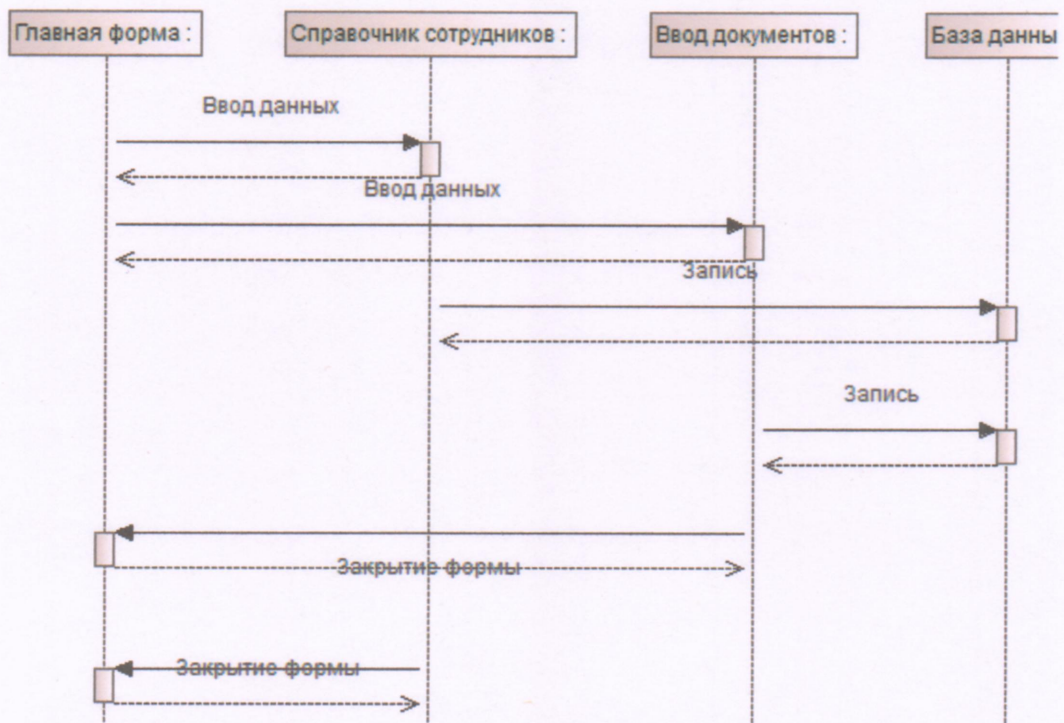 Главная форма :
Справочник сотрудников :
Ввод документов :
База данны
Ввод данных
Ввод данных
Запись
Запись
Закрытие формы
Закрытие формы